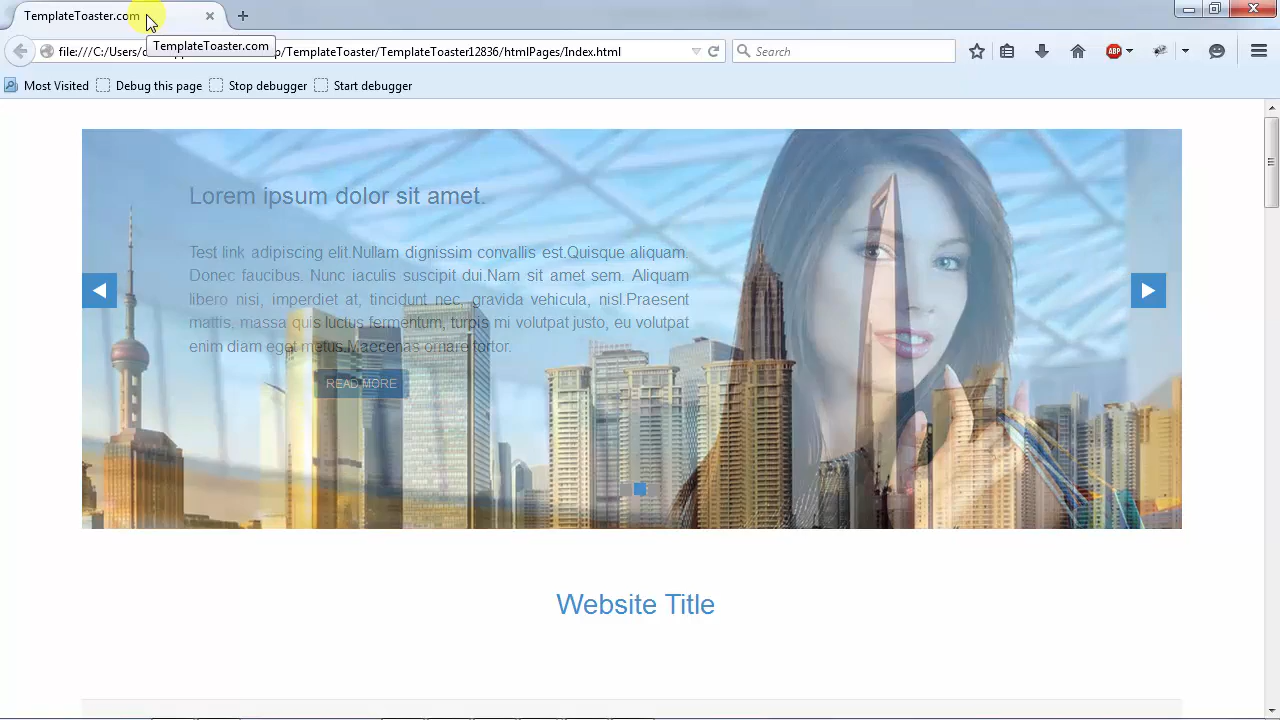 TemplateToaster.com
TemplateToaster.com
p/TemplateToaster/TemplateToaster12836/htmlPages/Index.html
file:///C:/Users/
Search
ABP
Most Visited
Debug this page
Stop debugger
Start debugger
Lorem ipsum dolor sit amet.
Test link adipiscing elit.Nullam dignissim convallis est.Quisque aliquam.
Donec faucibus. Nunc iaculis suscipit dui.Nam sit amet sem. Aliquam
libero nisi, imperdiet at, tincidunt nec, gravida vehicula, nisl.Praesent
mattis, massa quis luctus fermentum, turpis mi volutpat justo, eu volutpat
enim diam eget metus.Maecenas ornare tortor.
READ MORE
Website Title